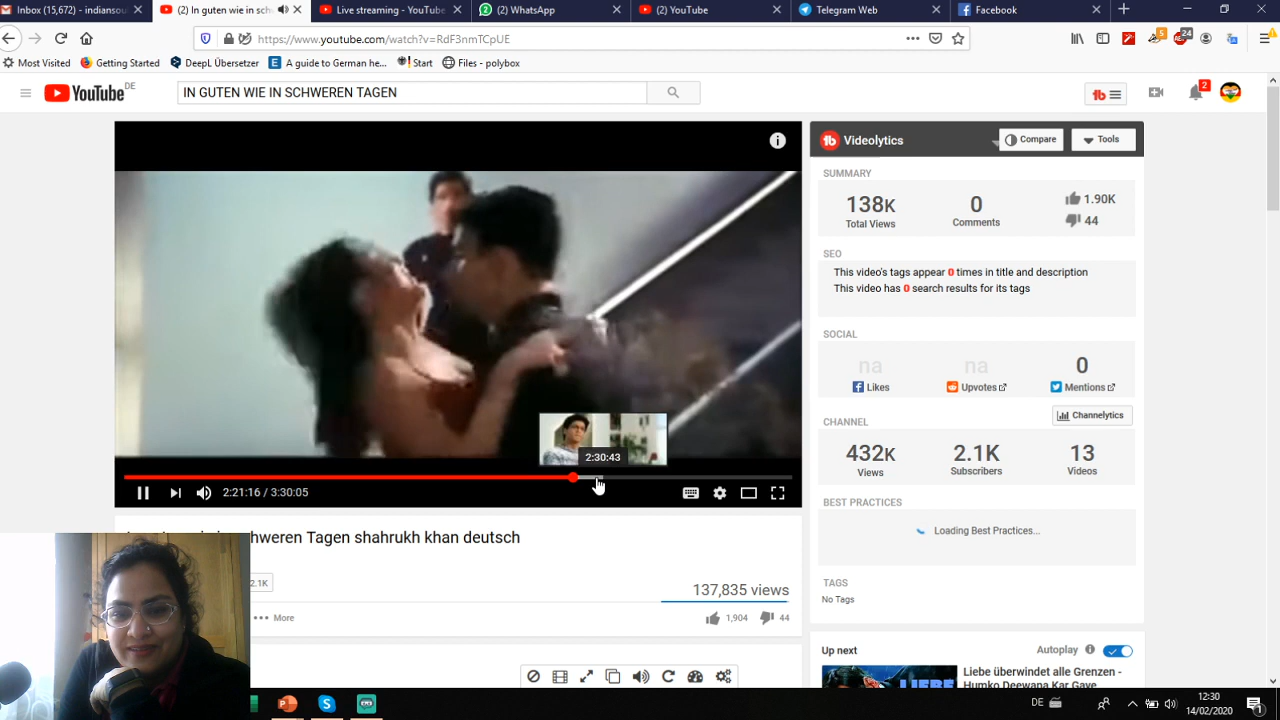 Inbox (15,672) - indiansoul
(2) In guten wie in schw
Live streaming - YouTube
(2) WhatsApp
(2) YouTube
Telegram Web
Facebook
https://www.youtube.com/watch?v=RdF3nmTCpUE
5
24
Most Visited
Getting Started
DeepL Übersetzer
A guide to german he...
Start
Files - polybox
YouTube DE
IN GUTEN WIE IN SCHWEREN TAGEN
2
Videolytics
Compare
Tools
SUMMARY
138K
Total Views
0
Comments
1.90K
44
SEO
This video's tags appear 0 times in title and description
This video has 0 search results for its tags
SOCIAL
na
Likes
na
Upvotes
0
Mentions
CHANNEL
Channelytics
432K
Views
2.1K
Subscribers
13
Videos
BEST PRACTICES
Loading Best Practices...
TAGS
No Tags
2:30:43
2:21:16 / 3:30:05
Tagen shahrukh khan deutsch
2.1K
137,835 views
More
1,904
44
Up next
Autoplay
Liebe überwindet alle Grenzen -
Humko Deewana Kar Gaye
DE
12:30
14/02/2020
1